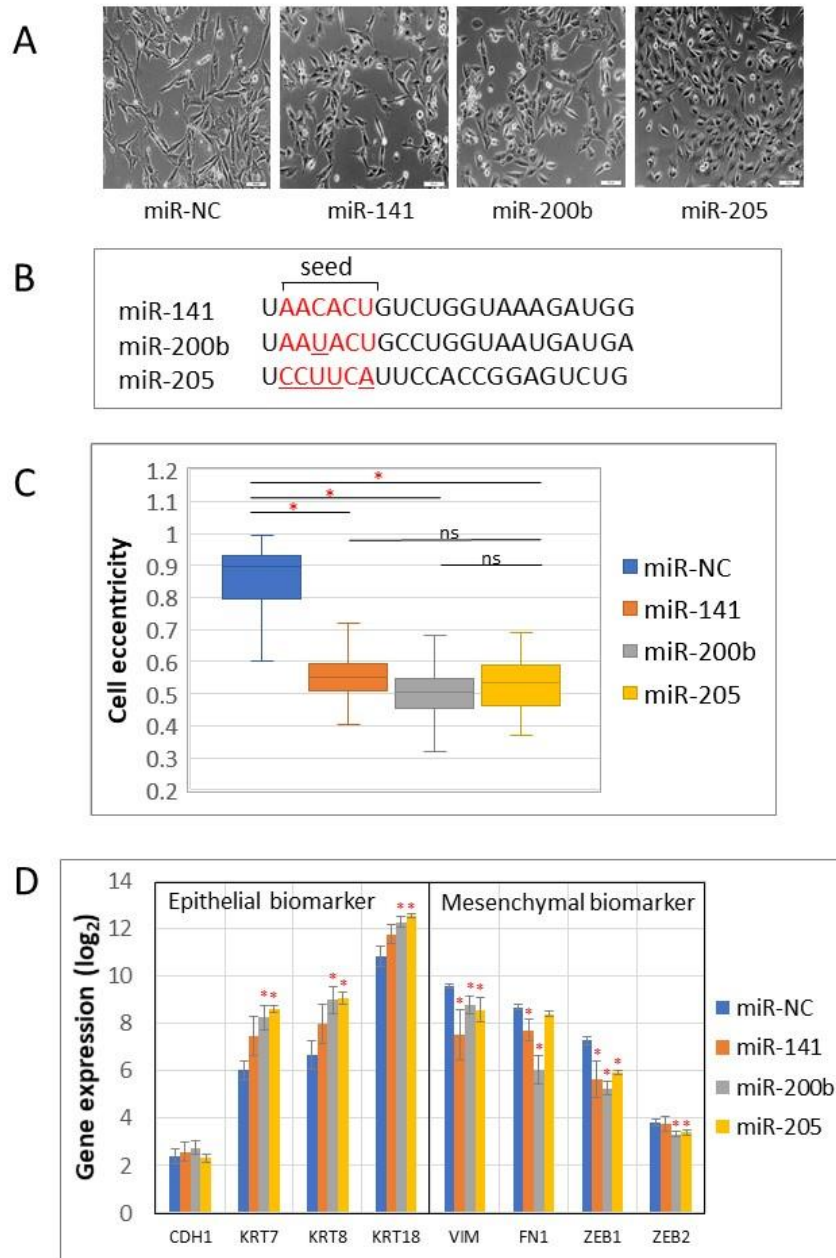 A
miR-NC miR-141 miR-200b miR-205
B
seed
miR-141 UAACACUGUCUGGUAAAGAUGG
miR-200b UAAUACUGCCUGGUAAUGAUGA
miR-205 UCCUUCAUUCCACCGGAGUCUG
C
Cell eccentricity
1.2
1.1
1
0.9
0.8
0.7
0.6
0.5
0.4
0.3
0.2
*
*
*
ns
ns
miR-NC
miR-141
miR-200b
miR-205
D
Gene expression (log2)
14
12
10
8
6
4
2
0
Epithelial biomarker Mesenchymal biomarker
* * * * * * * * * * * * * * * * *
CDH1 KRT7 KRT8 KRT18 VIM FN1 ZEB1 ZEB2
miR-NC
miR-141
miR-200b
miR-205